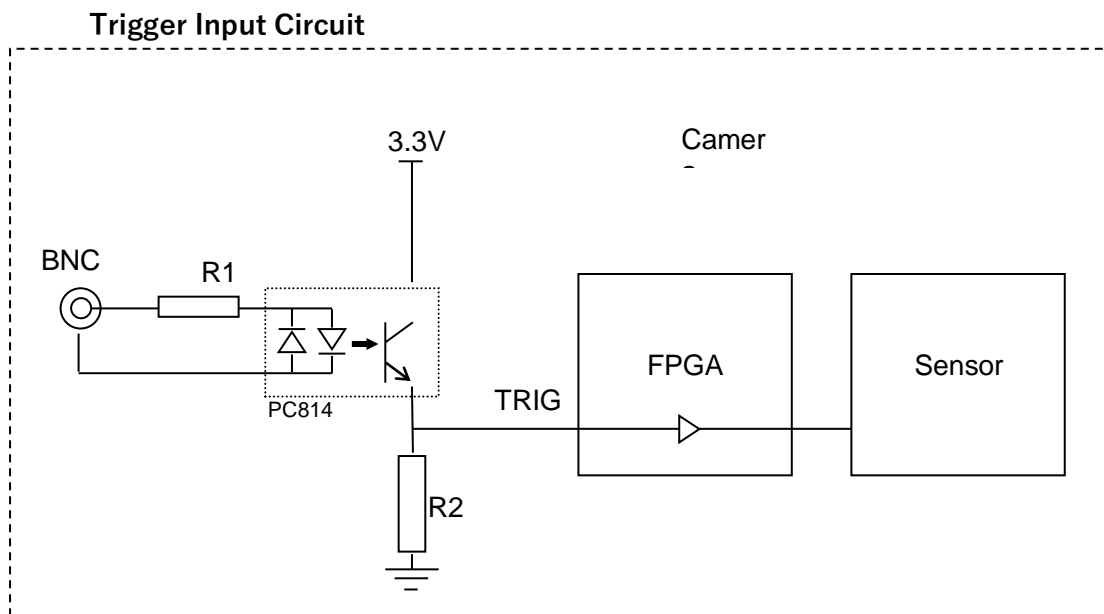 Trigger Input Circuit
3.3V
Camer
BNC
R1
FPGA
Sensor
PC814
TRIG
R2